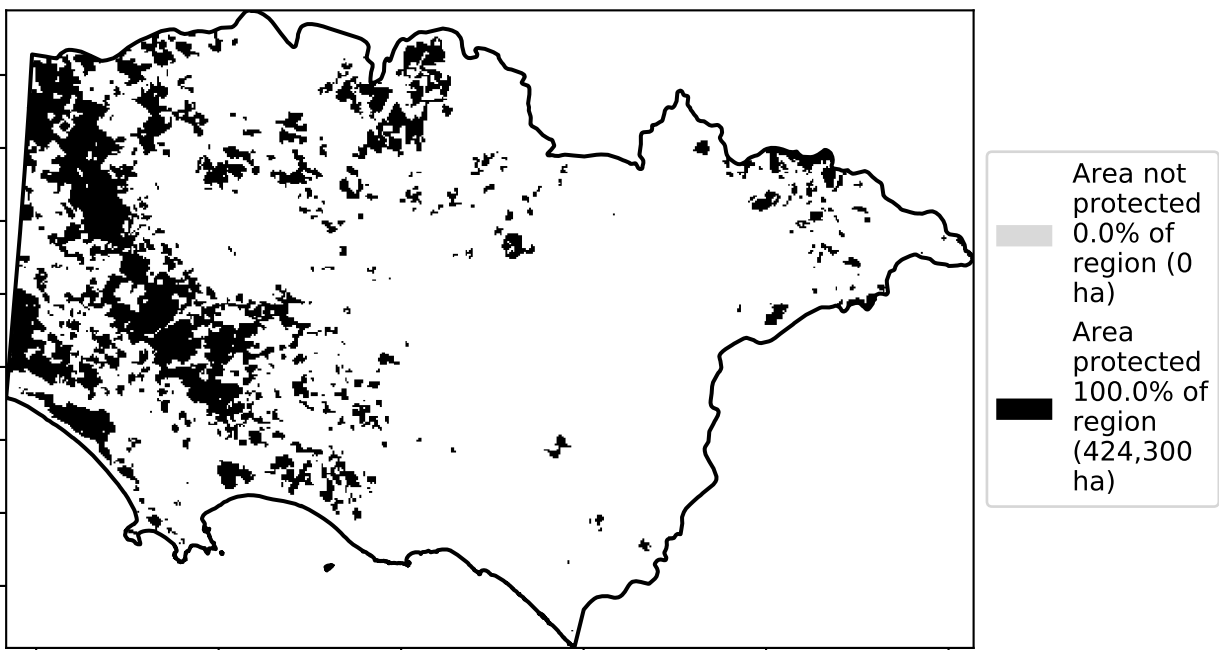 Area not
protected
0.0% of
region (0
ha)
Area
protected
100.0% of
region
(424,300
ha)